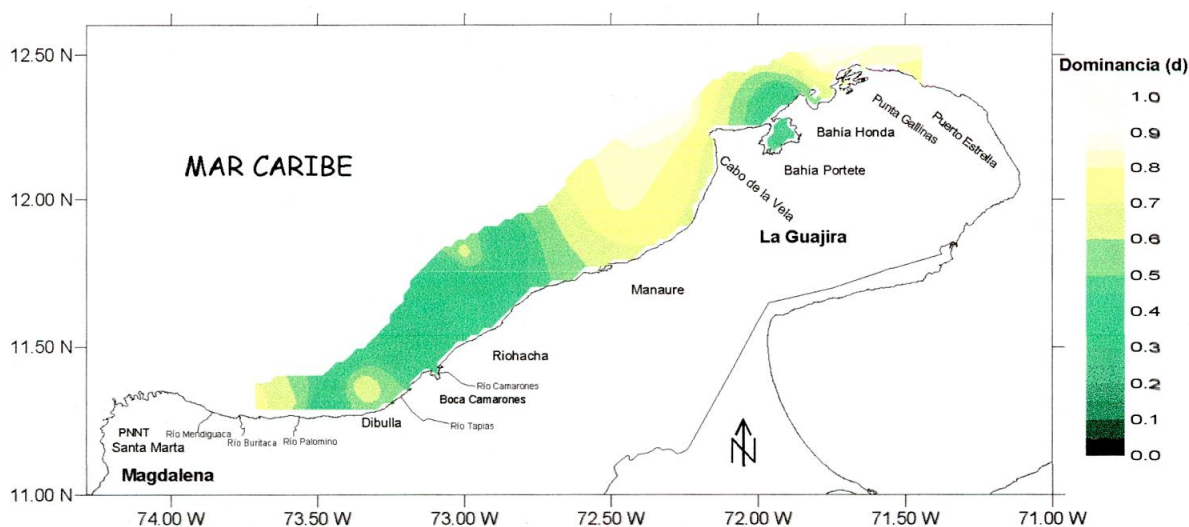 12.50 N
12.00 N
11.50 N
11.00 N
74.00 W
73.50 W
73.00 W
72.50 W
72.00 W
71.50 W
71.00 W
MAR CARIBE
Dominancia (d)
1.0
0.9
0.8
0.7
0.6
0.5
0.4
0.3
0.2
0.1
0.0
Punta Gallinas
Puerto Estrella
Bahía Honda
Bahía Portete
Cabo de la Vela
La Guajira
Manaure
Riohacha
Río Camarones
Boca Camarones
Río Tapias
Dibulla
Río Palomino
Río Buritaca
Río Mendiguaca
PNNT
Santa Marta
Magdalena
N